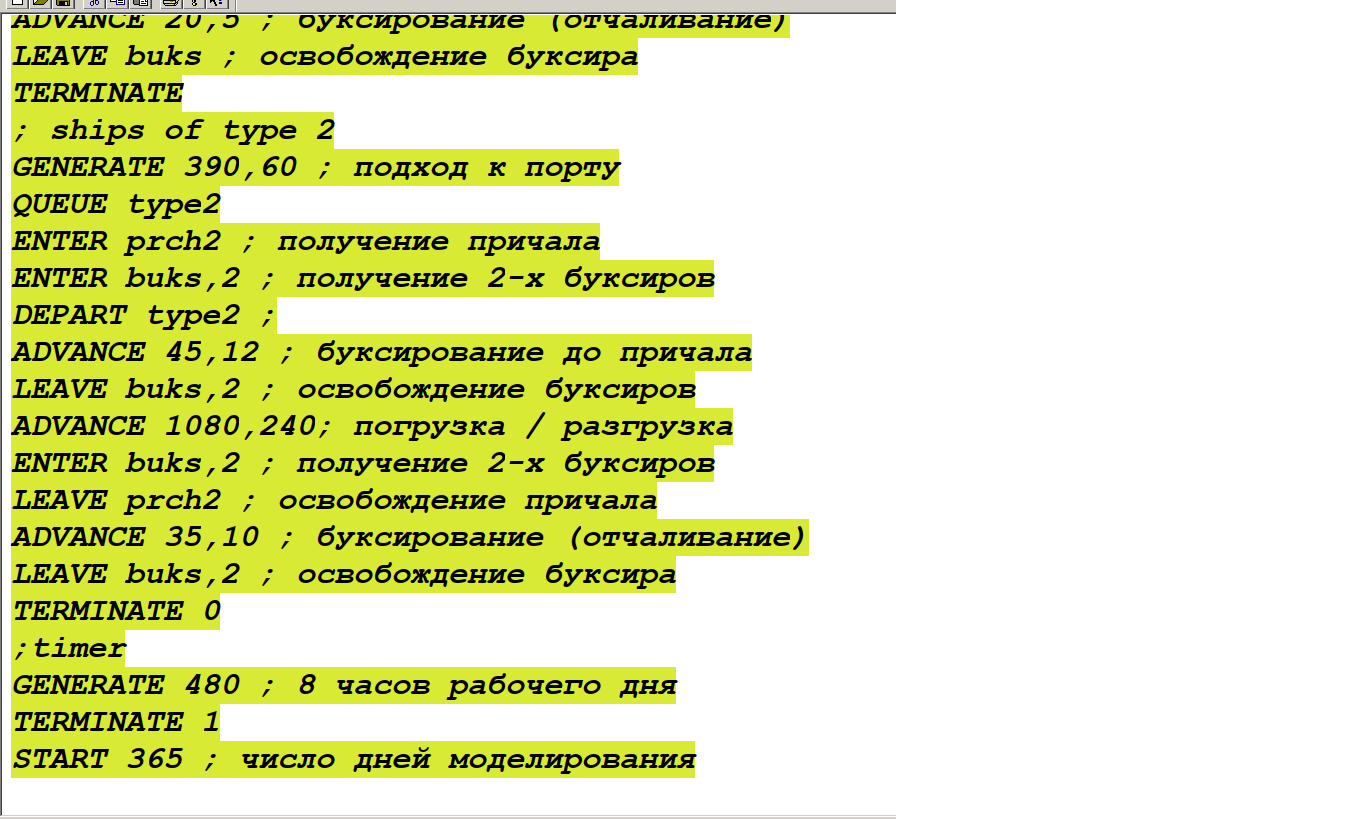 ADVANCE 20,5 ; буксирование (отчаливание)
LEAVE buks ; освобождение буксира
TERMINATE
; ships of type 2
GENERATE 390,60 ; подход к порту
QUEUE type2
ENTER prch2 ; получение причала
ENTER buks,2 ; получение 2-х буксиров
DEPART type2 ;
ADVANCE 45,12 ; буксирование до причала
LEAVE buks,2 ; освобождение буксиров
ADVANCE 1080,240; погрузка / разгрузка
ENTER buks,2 ; получение 2-х буксиров
LEAVE prch2 ; освобождение причала
ADVANCE 35,10 ; буксирование (отчаливание)
LEAVE buks,2 ; освобождение буксира
TERMINATE 0
;timer
GENERATE 480 ; 8 часов рабочего дня
TERMINATE 1
START 365 ; число дней моделирования